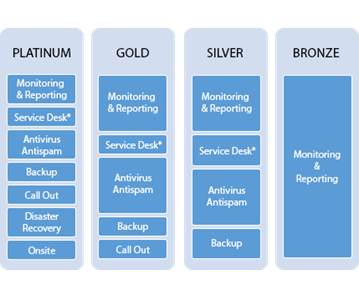 PLATINUM
Monitoring
& Reporting
Service Desk*
Antivirus
Antispam
Backup
Call Out
Disaster
Recovery
Onsite
GOLD
Monitoring
& Reporting
Service Desk*
Antivirus
Antispam
Backup
Call Out
SILVER
Monitoring
& Reporting
Service Desk*
Antivirus
Antispam
Backup
BRONZE
Monitoring
&
Reporting